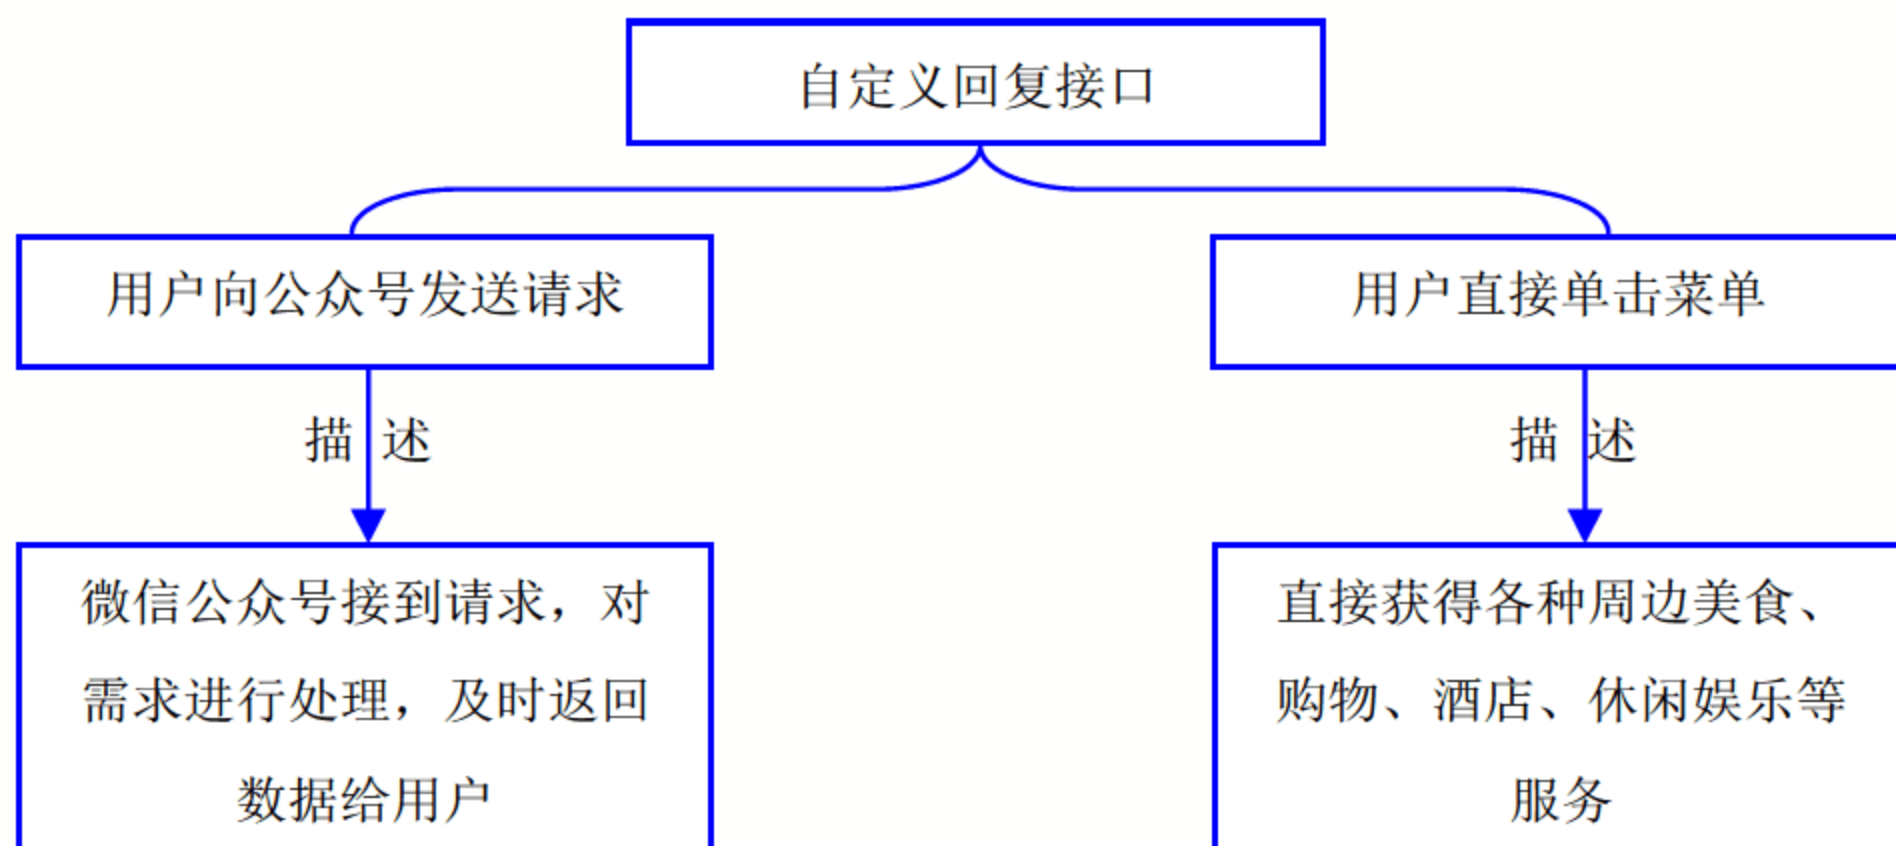 自定义回复接口
用户向公众号发送请求
用户直接单击菜单
描 述
描 述
微信公众号接到请求，对
需求进行处理，及时返回
数据给用户
直接获得各种周边美食、
购物、酒店、休闲娱乐等
服务